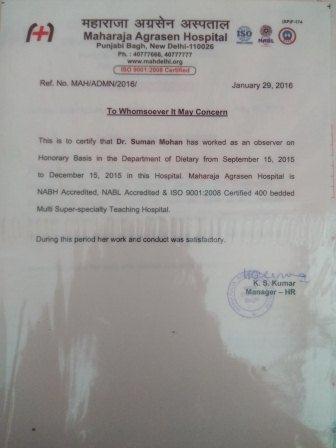 (RP)F-174
महाराजा अग्रसेन अस्पताल
Maharaja Agrasen Hospital
Punjabi Bagh, New Delhi-110026
Ph. : 40777666, 40777777
www.mahdelhi.org
ISO 9001:2008 Certified
ISO
NABL
Ref. No. MAH/ADMN/2016/
January 29, 2016
To Whomsoever It May Concern
This is to certify that Dr. Suman Mohan has worked as an observer on
Honorary Basis in the Department of Dietary from September 15, 2015
to December 15, 2015 in this Hospital. Maharaja Agrasen Hospital is
NABH Accredited, NABL Accredited & ISO 9001:2008 Certified 400 bedded
Multi Super-specialty Teaching Hospital.
During this period her work and conduct was satisfactory.
K. S. Kumar
Manager – HR